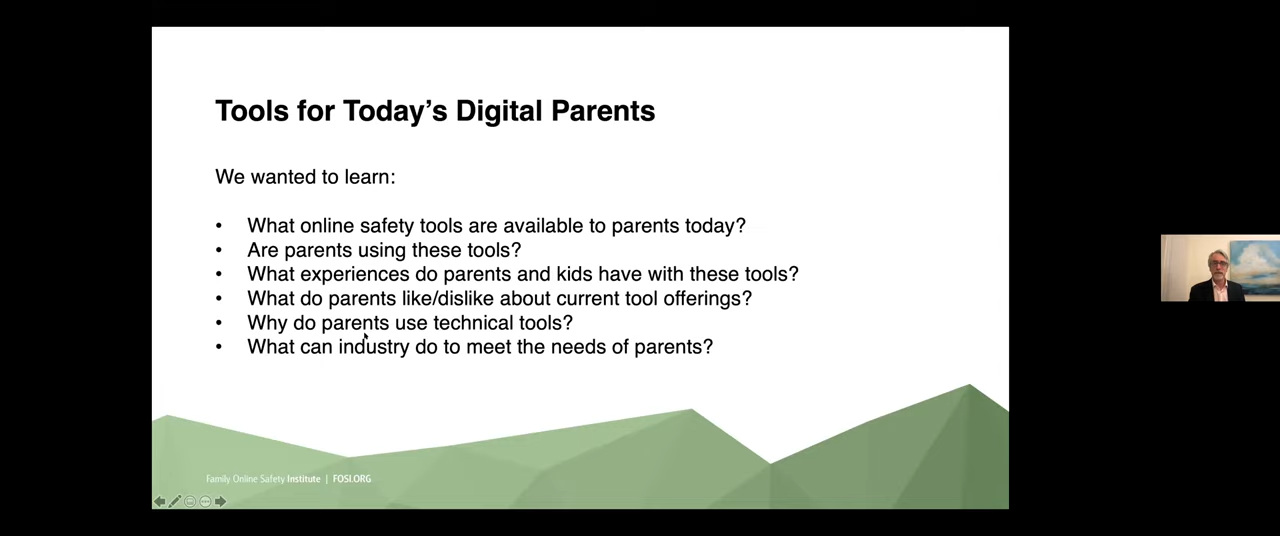 Tools for Today’s Digital Parents
We wanted to learn:
• What online safety tools are available to parents today?
• Are parents using these tools?
• What experiences do parents and kids have with these tools?
• What do parents like/dislike about current tool offerings?
• Why do parents use technical tools?
• What can industry do to meet the needs of parents?
Family Online Safety Institute | FOSI.ORG